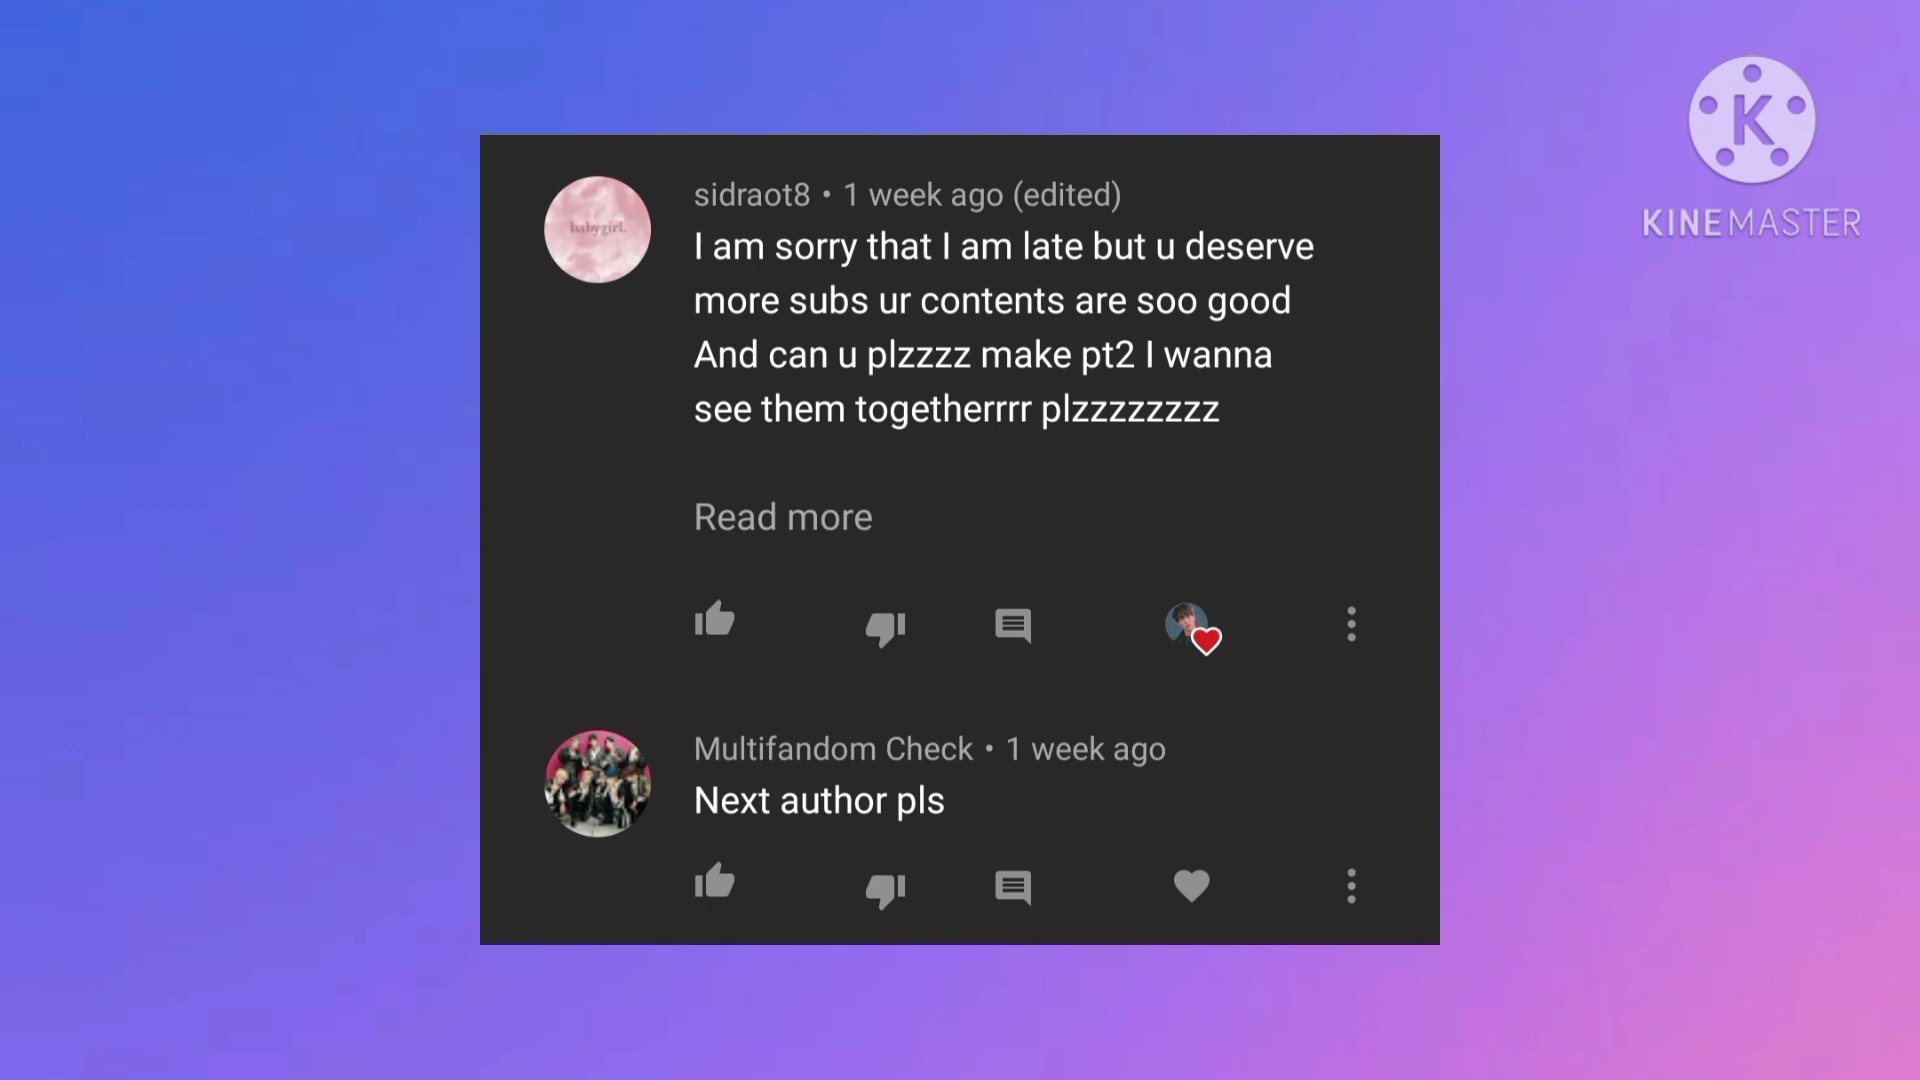 K
KINEMASTER
babygirl.
sidraot8 • 1 week ago (edited)
I am sorry that I am late but u deserve
more subs ur contents are soo good
And can u plzzzz make pt2 I wanna
see them togetherrrr plzzzzzzzz
Read more
Multifandom Check • 1 week ago
Next author pls